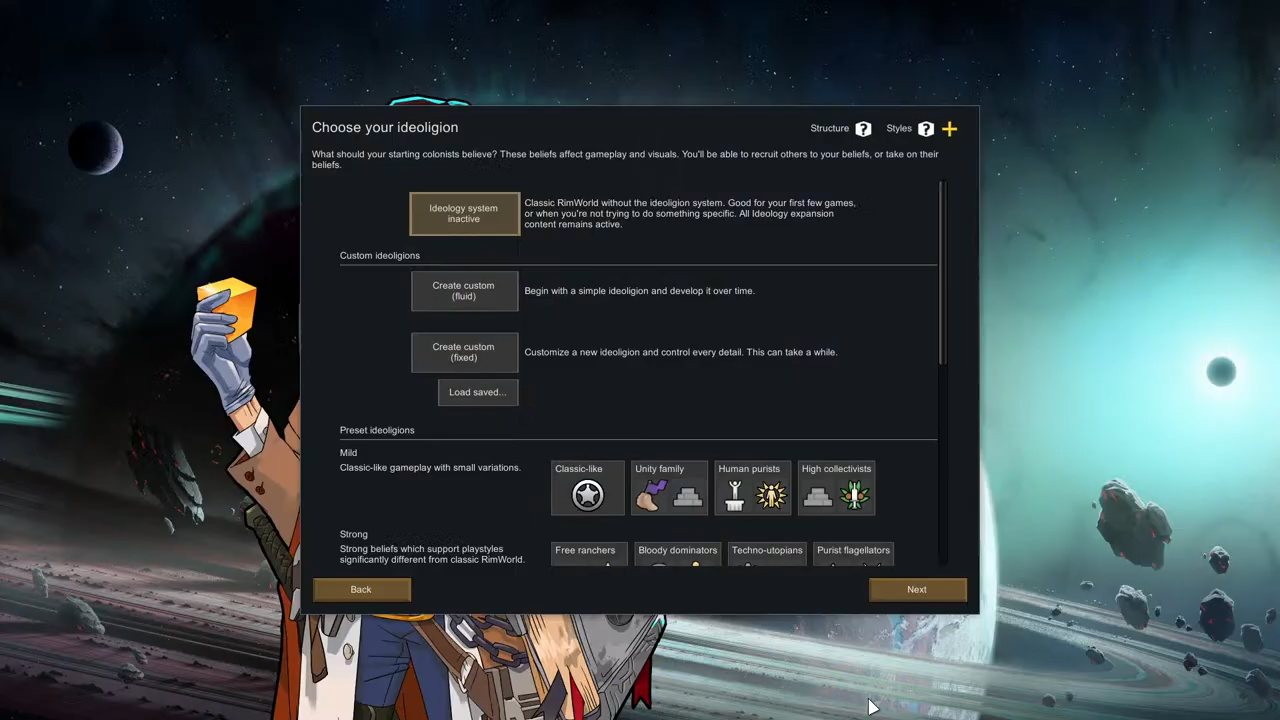 Choose your ideoligion
Structure
Styles
What should your starting colonists believe? These beliefs affect gameplay and visuals. You'll be able to recruit others to your beliefs, or take on their
beliefs.
Ideology system
inactive
Classic RimWorld without the ideoligion system. Good for your first few games,
or when you're not trying to do something specific. All Ideology expansion
content remains active.
Custom ideoligions
Create custom
(fluid)
Begin with a simple ideoligion and develop it over time.
Create custom
(fixed)
Customize a new ideoligion and control every detail. This can take a while.
Load saved...
Preset ideoligions
Mild
Classic-like gameplay with small variations.
Classic-like
Unity family
Human purists
High collectivists
Strong
Strong beliefs which support playstyles
significantly different from classic RimWorld.
Free ranchers
Bloody dominators
Techno-utopians
Purist flagellators
Back
Next